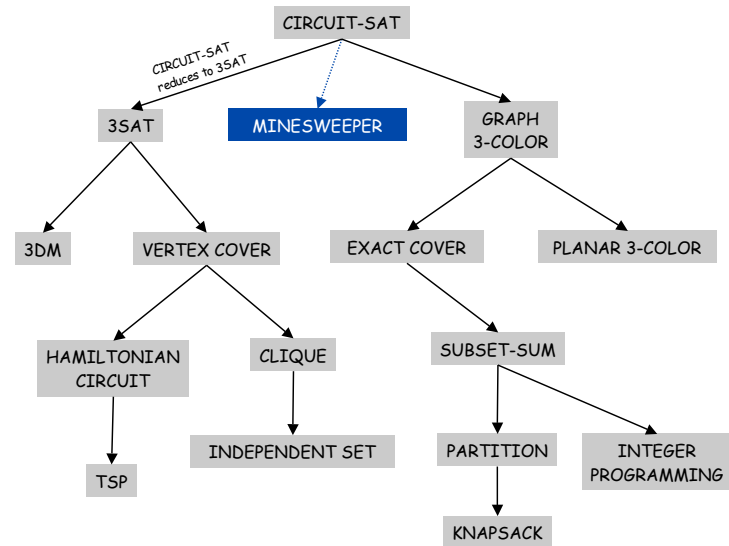 CIRCUIT-SAT
CIRCUIT-SAT
reduces to 3SAT
3SAT
MINESWEEPER
GRAPH
3-COLOR
3DM
VERTEX COVER
EXACT COVER
PLANAR 3-COLOR
HAMILTONIAN
CIRCUIT
CLIQUE
SUBSET-SUM
TSP
INDEPENDENT SET
PARTITION
INTEGER
PROGRAMMING
KNAPSACK